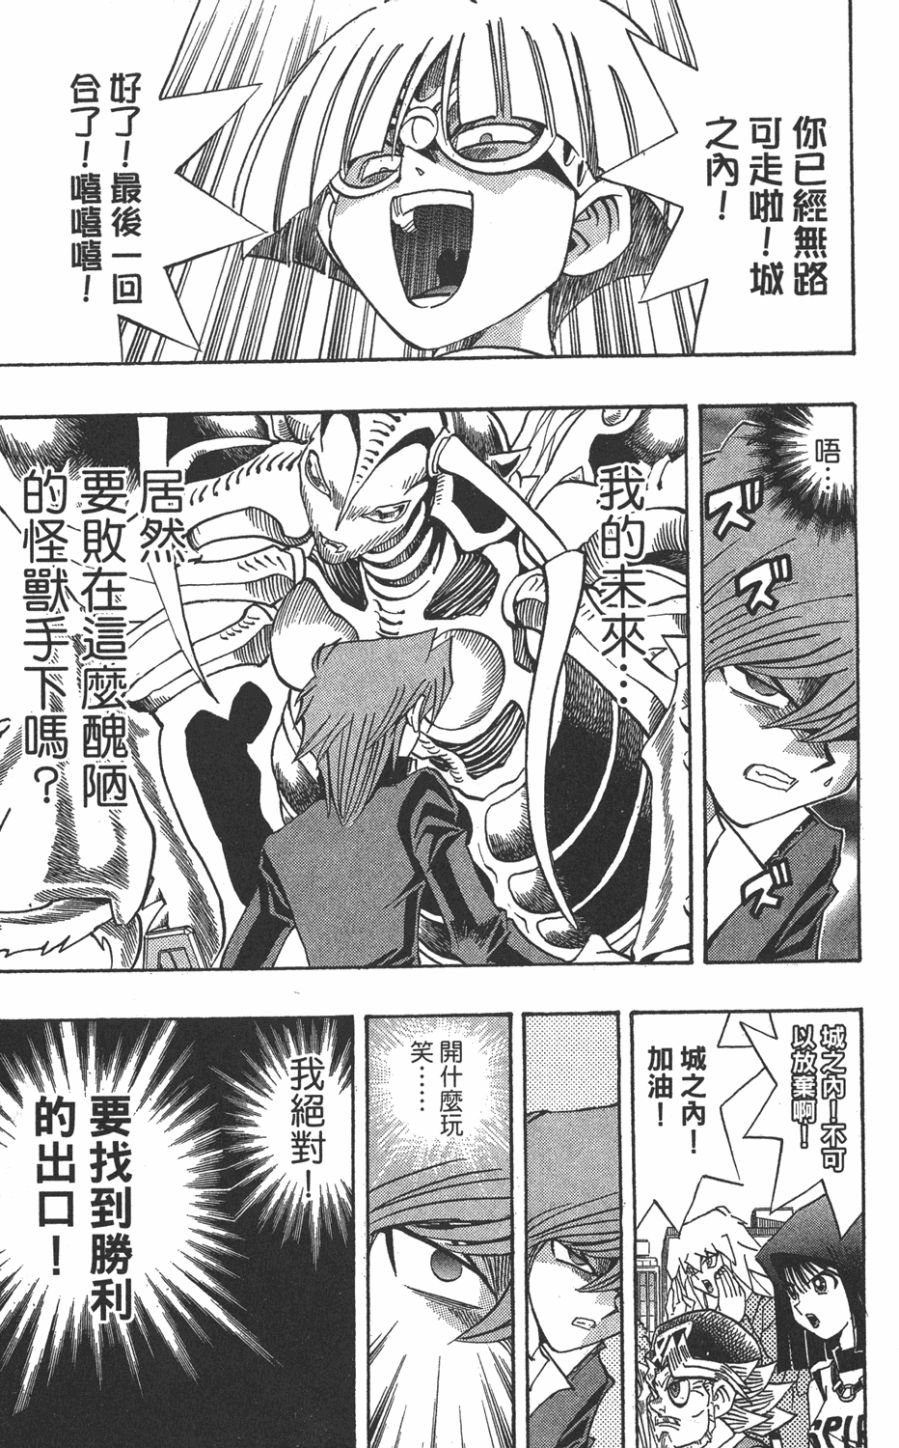 你已經無路
可走啦！城
之內！
好了！最後一回
合了！嘻嘻嘻！
唔…
ズ
ズ
ズ
我的未來…
居然
要敗在這麼醜陋
的怪獸手下嗎？
城之內！不可
以放棄啊！
城之內！
加油！
開什麼玩
笑……
我絕對！
要找到勝利
的出口！